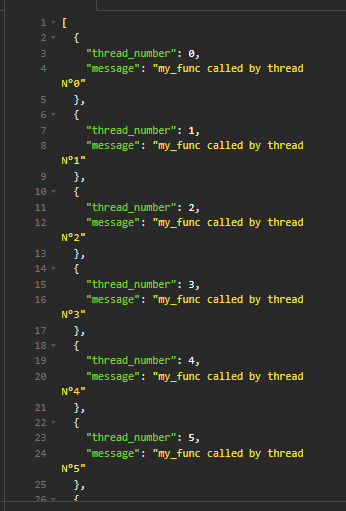 1 [
2 {
3 "thread_number": 0,
4 "message": "my_func called by thread
N°0"
5 },
6 {
7 "thread_number": 1,
8 "message": "my_func called by thread
N°1"
9 },
10 {
11 "thread_number": 2,
12 "message": "my_func called by thread
N°2"
13 },
14 {
15 "thread_number": 3,
16 "message": "my_func called by thread
N°3"
17 },
18 {
19 "thread_number": 4,
20 "message": "my_func called by thread
N°4"
21 },
22 {
23 "thread_number": 5,
24 "message": "my_func called by thread
N°5"
25 },
26 {